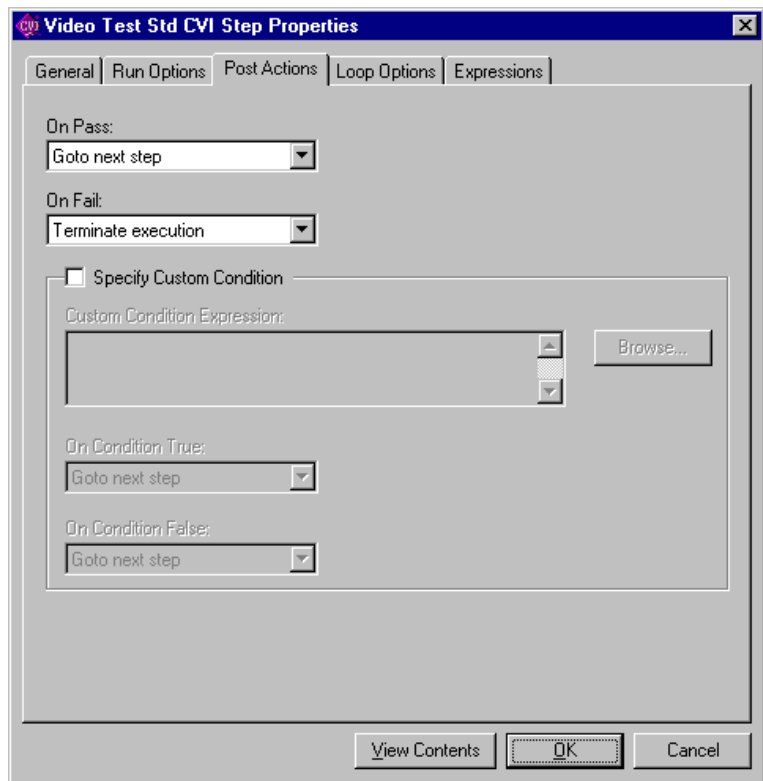 CVI Video Test Std CVI Step Properties
General Run Options Post Actions Loop Options Expressions
On Pass:
Goto next step
On Fail:
Terminate execution
Specify Custom Condition
Custom Condition Expression:
Browse...
On Condition True:
Goto next step
On Condition False:
Goto next step
View Contents OK Cancel